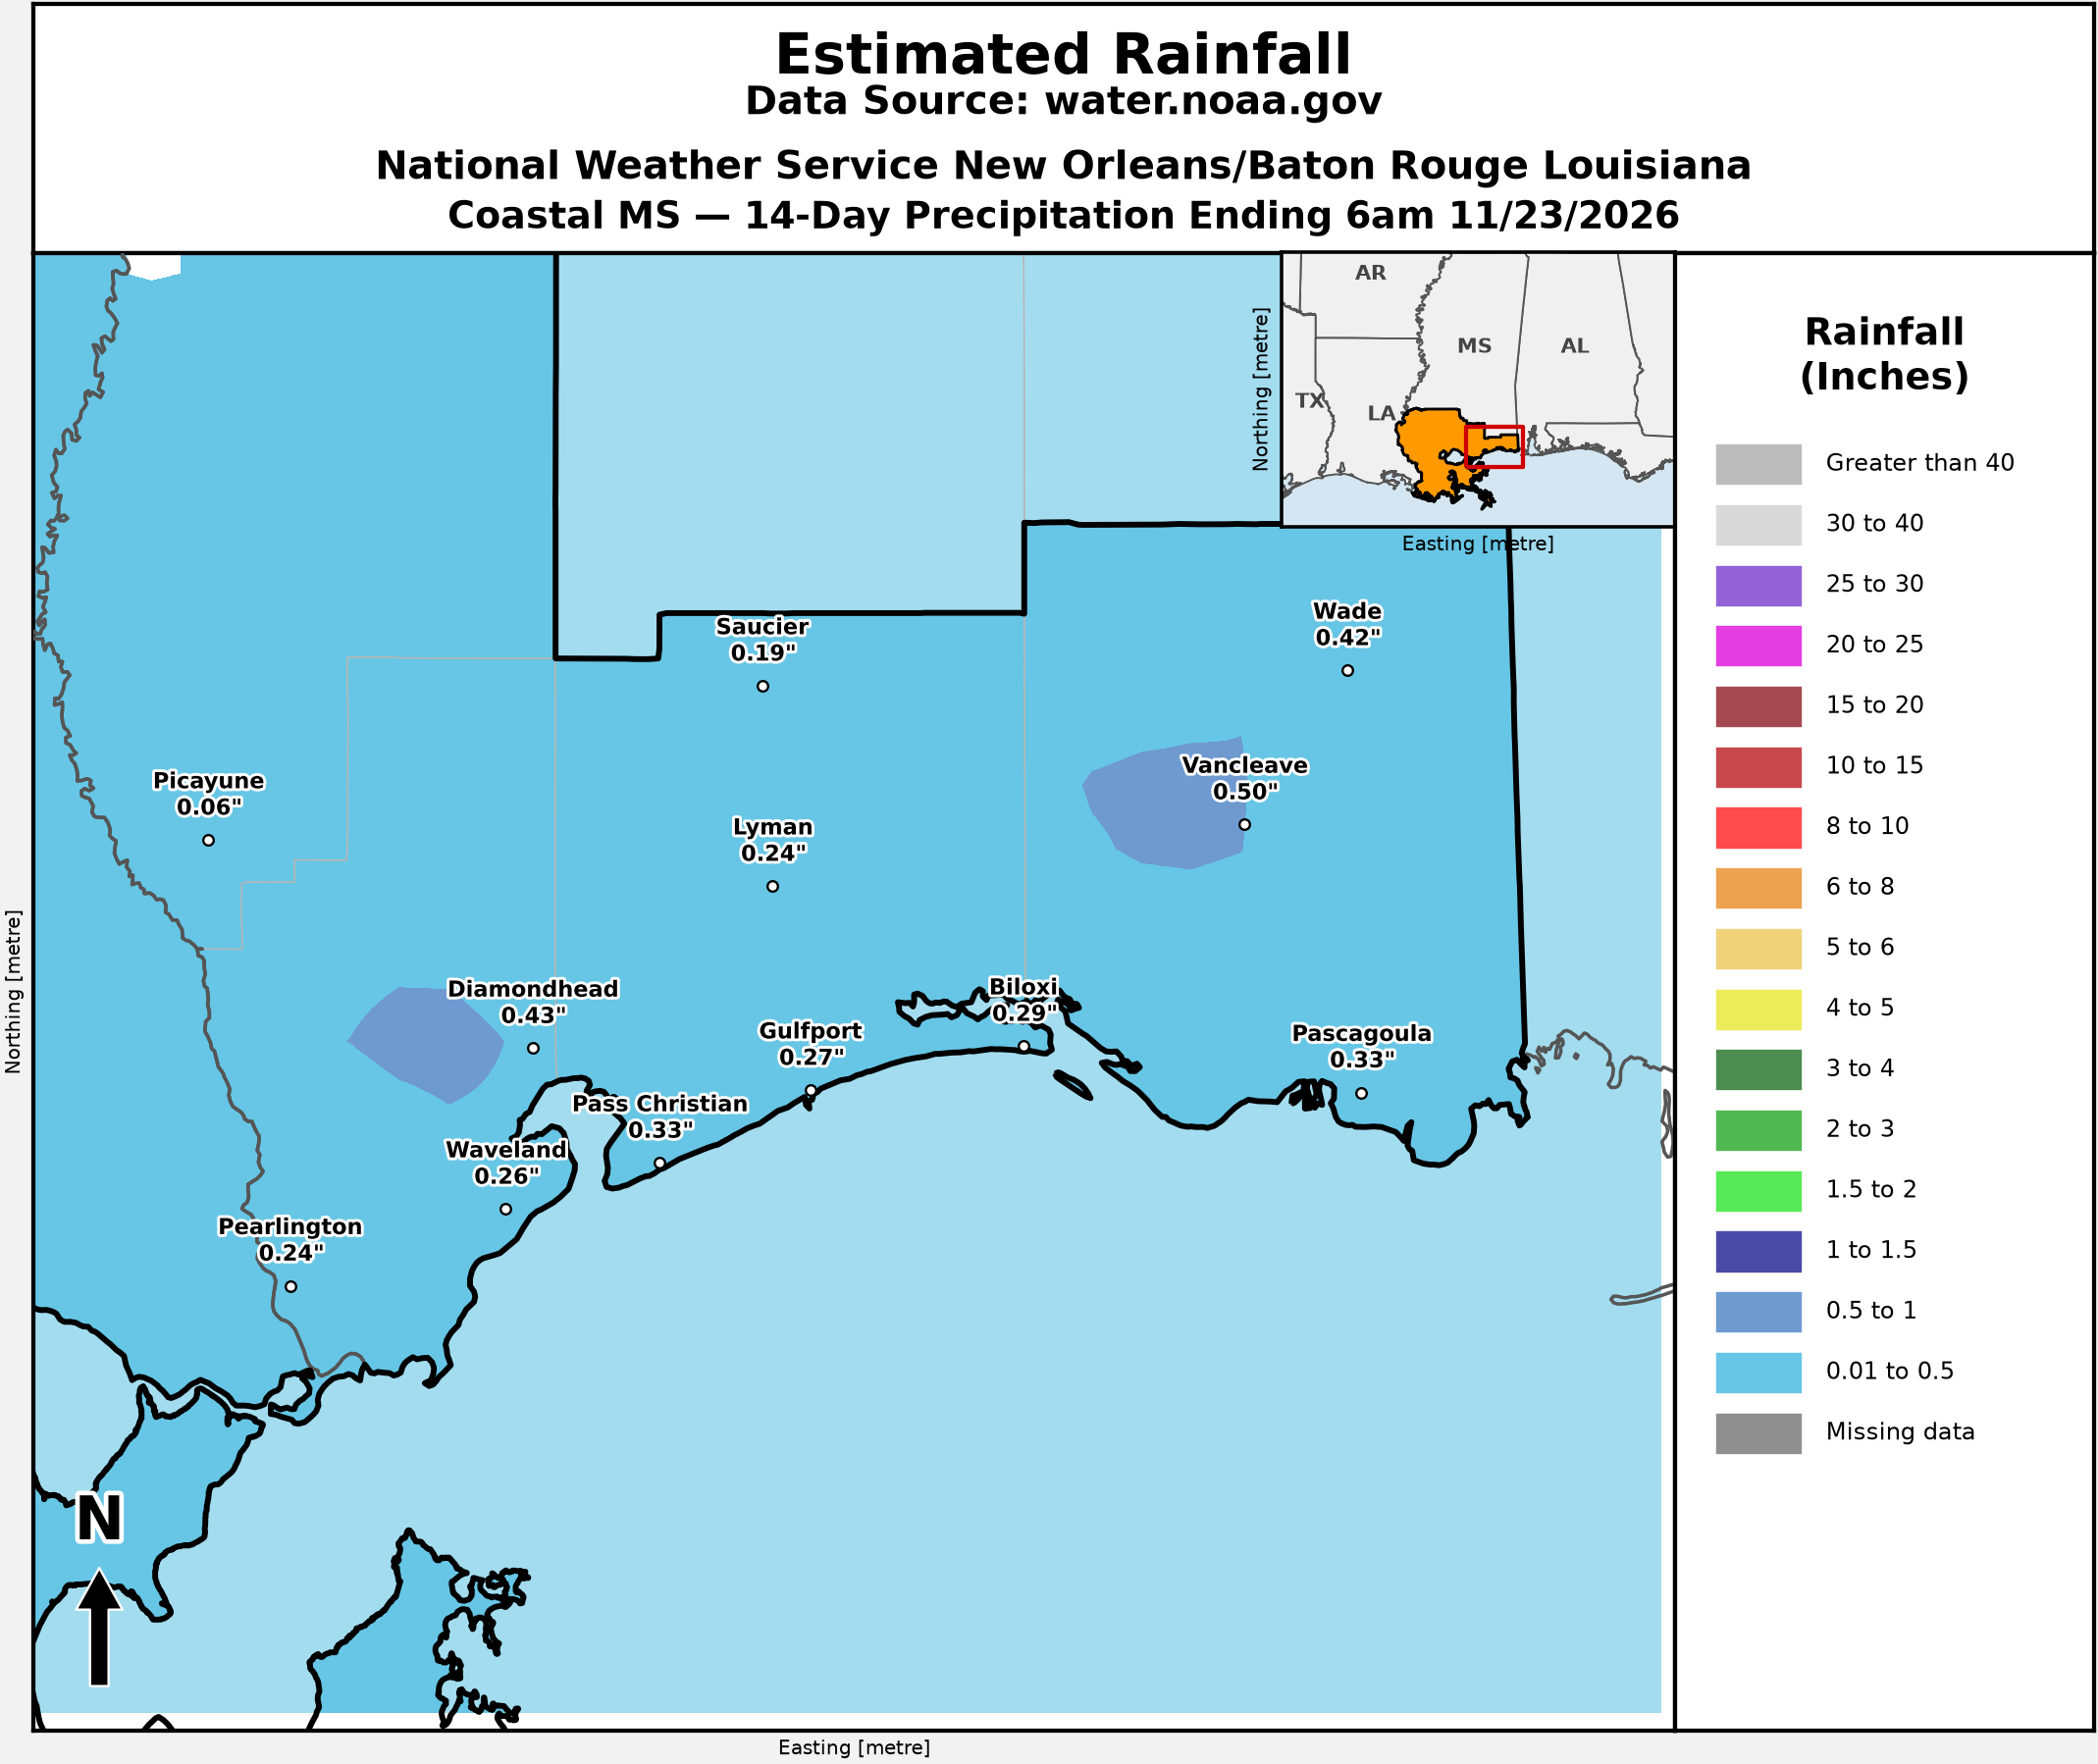 Estimated Rainfall
Data Source: water.noaa.gov
National Weather Service New Orleans/Baton Rouge Louisiana
Coastal MS — 14-Day Precipitation Ending 6am 11/23/2026
AR
MS
AL
TX
LA
Northing [metre]
Easting [metre]
Rainfall
(Inches)
Greater than 40
30 to 40
25 to 30
20 to 25
15 to 20
10 to 15
8 to 10
6 to 8
5 to 6
4 to 5
3 to 4
2 to 3
1.5 to 2
1 to 1.5
0.5 to 1
0.01 to 0.5
Missing data
Wade
0.42"
Saucier
0.19"
Vancleave
0.50"
Picayune
0.06"
Lyman
0.24"
Diamondhead
0.43"
Biloxi
0.29"
Gulfport
0.27"
Pascagoula
0.33"
Pass Christian
0.33"
Waveland
0.26"
Pearlington
0.24"
N
Northing [metre]
Easting [metre]